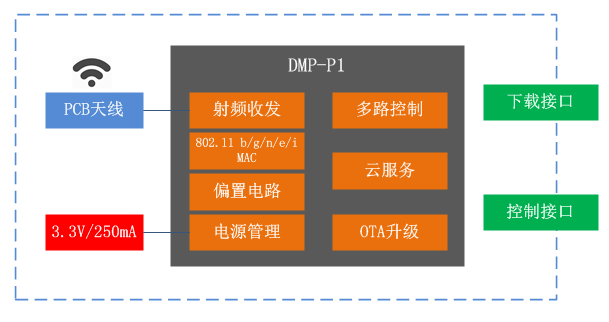 DMP-P1
PCB天线
射频收发
多路控制
下载接口
802.11 b/g/n/e/i
MAC
云服务
偏置电路
控制接口
3.3V/250mA
电源管理
OTA升级